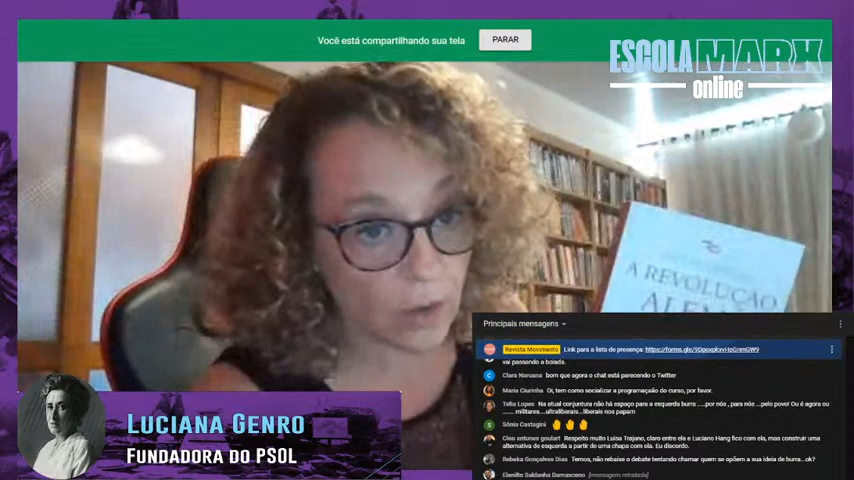 Você está compartilhando sua tela
PARAR
ESCOLA MARX
online
A REVOLUÇÃO
Principais mensagens
Revista Movimento Link para a lista de presença:
vai passando a boiada.
Clara Naruana bom que agora o chat está parecendo o Twitter
Maria Ciurinha Oi, tem como socializar a programação do curso, por favor.
Talia Lopes Na atual conjuntura não há espaço para a esquerda burra .....por nós , para nós ...pelo povo! Ou é agora ou
........ militares...ultraliberais...liberais nos papam
Sônia Castagini 👋 👋 👋
Cleo antunes goulart Respeito muito Luisa Trajano, claro entre ela e Luciano Hang fico com ela, mas construir uma
alternativa de esquerda a partir de uma chapa com ela. Eu discordo.
Rebeka Gonçalves Dias Temos, não rebaixe o debate tentando chamar quem se opõem a sua ideia de burra...ok?
Elenilto Saldanha Damasceno [mensagem retratada]
LUCIANA GENRO
FUNDADORA DO PSOL